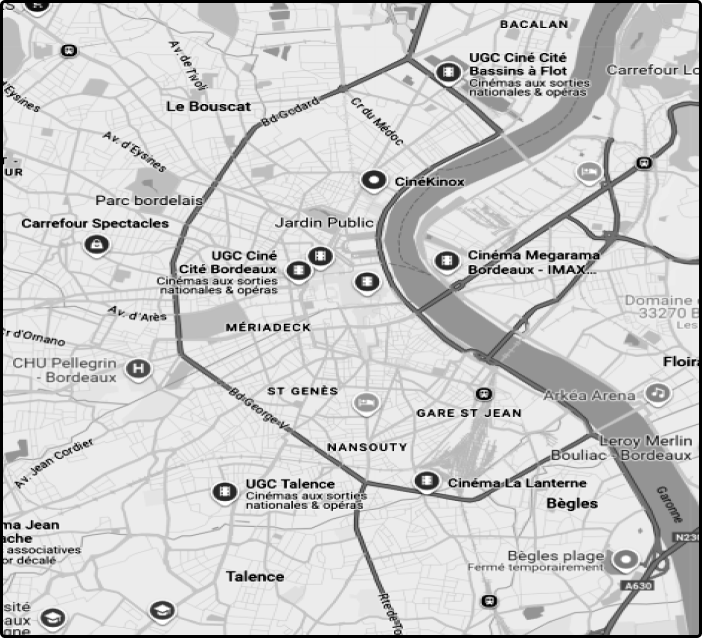 BACALAN
UGC Ciné Cité
Bassins à Flot
Cinémas aux sorties
nationales & opéras
Carrefour Lo
Av. de Tivoli
Le Bouscat
Bd Godard
Cr du Médoc
d'Eysines
Av. d'Eysines
UR
CinéKinox
Parc bordelais
Carrefour Spectacles
Jardin Public
UGC Ciné
Cité Bordeaux
Cinémas aux sorties
nationales & opéras
Cinéma Megarama
Bordeaux - IMAX...
Domaine
33270 B
Les
Av. d'Arès
MÉRIADECK
Cr d'Ornano
CHU Pellegrin
- Bordeaux
Floira
ST GENÈS
Bd George V
Arkéa Arena
GARE ST JEAN
NANSOUTY
Leroy Merlin
Bouliac - Bordeaux
Av. Jean Cordier
UGC Talence
Cinémas aux sorties
nationales & opéras
Cinéma La Lanterne
Bègles
Garonne
ma Jean
ache
associatives
or décalé
N230
Bègles plage
Fermé temporairement
Talence
A630
Rte de To
sité
aux
gne